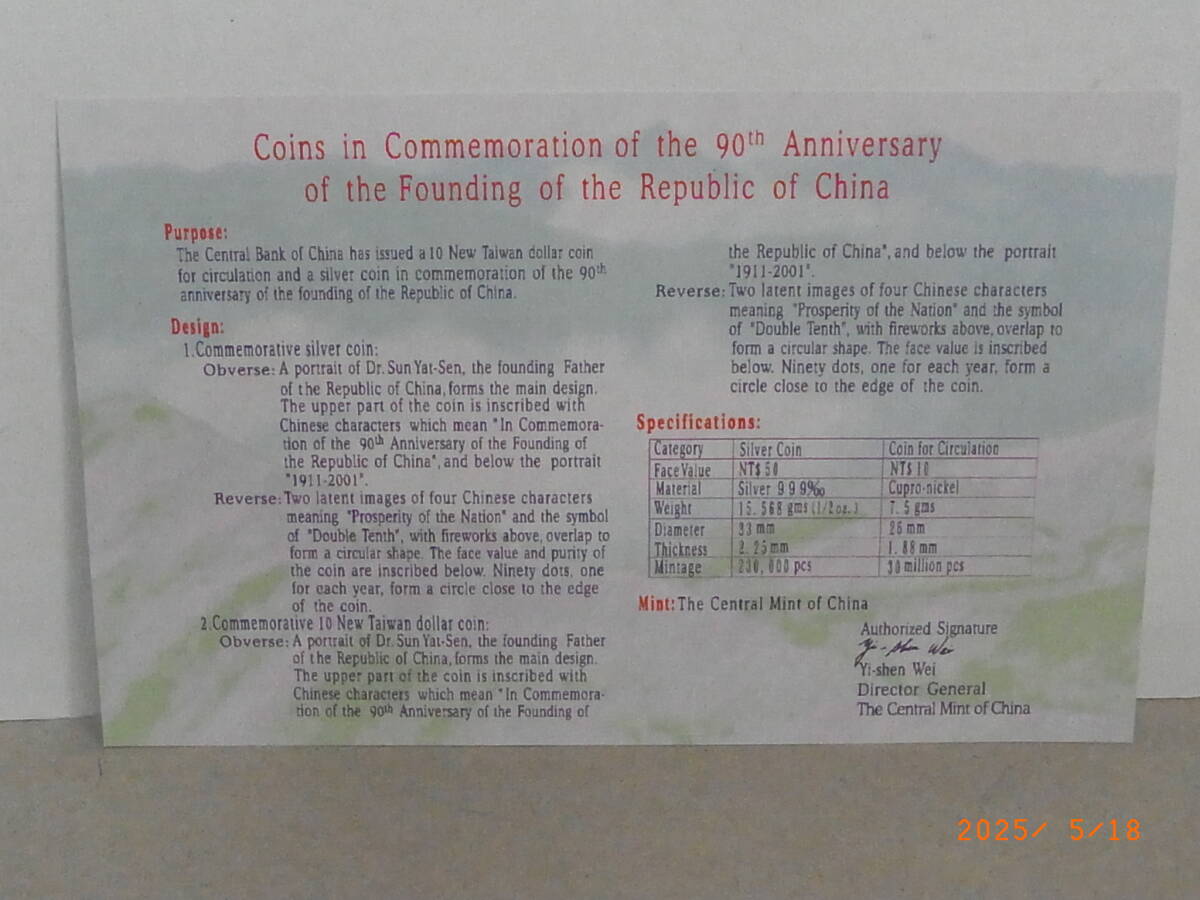 Coins in Commemoration of the 90th Anniversary
of the Founding of the Republic of China
Purpose:
The Central Bank of China has issued a 10 New Taiwan dollar coin
for circulation and a silver coin in commemoration of the 90th
anniversary of the founding of the Republic of China.
Design:
1.Commemorative silver coin:
Obverse: A portrait of Dr. Sun Yat-Sen, the founding Father
of the Republic of China, forms the main design.
The upper part of the coin is inscribed with
Chinese characters which mean "In Commemora-
tion of the 90th Anniversary of the Founding of
the Republic of China", and below the portrait
"1911-2001".
Reverse: Two latent images of four Chinese characters
meaning "Prosperity of the Nation" and the symbol
of "Double Tenth", with fireworks above, overlap to
form a circular shape. The face value and purity of
the coin are inscribed below. Ninety dots, one
for each year, form a circle close to the edge
of the coin.
2.Commemorative 10 New Taiwan dollar coin:
Obverse: A portrait of Dr. Sun Yat-Sen, the founding Father
of the Republic of China, forms the main design.
The upper part of the coin is inscribed with
Chinese characters which mean "In Commemora-
tion of the 90th Anniversary of the Founding of
the Republic of China", and below the portrait
"1911-2001".
Reverse: Two latent images of four Chinese characters
meaning "Prosperity of the Nation" and the symbol
of "Double Tenth", with fireworks above, overlap to
form a circular shape. The face value is inscribed
below. Ninety dots, one for each year, form a
circle close to the edge of the coin.
Specifications:
Category Silver Coin Coin for Circulation
Face Value NT$ 50 NT$ 10
Material Silver 999‰ Cupro-nickel
Weight 15.568 gms (1/2oz.) 7.5 gms
Diameter 33 mm 26 mm
Thickness 2.25 mm 1.88 mm
Mintage 230,000 pcs 30 million pcs
Mint: The Central Mint of China
Authorized Signature
Yi-shen Wei
Yi-shen Wei
Director General
The Central Mint of China
2025/ 5/18